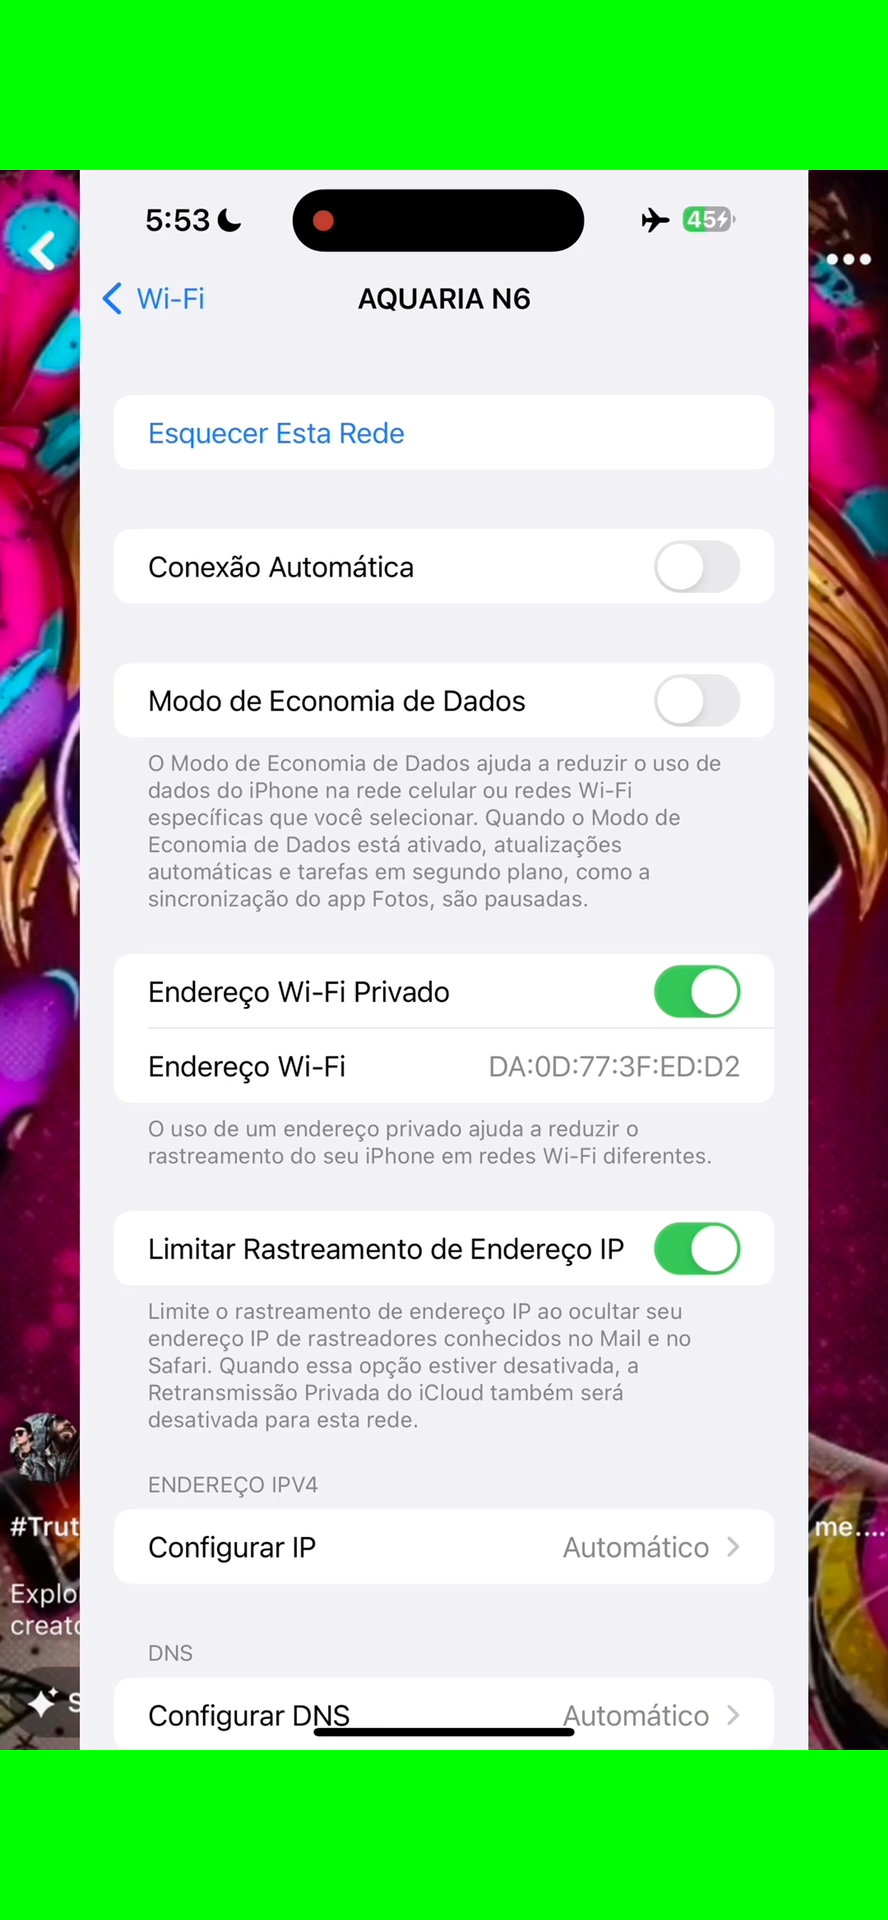 5:53
45
Wi-Fi
AQUARIA N6
Esquecer Esta Rede
Conexão Automática
Modo de Economia de Dados
O Modo de Economia de Dados ajuda a reduzir o uso de
dados do iPhone na rede celular ou redes Wi-Fi
específicas que você selecionar. Quando o Modo de
Economia de Dados está ativado, atualizações
automáticas e tarefas em segundo plano, como a
sincronização do app Fotos, são pausadas.
Endereço Wi-Fi Privado
Endereço Wi-Fi DA:0D:77:3F:ED:D2
O uso de um endereço privado ajuda a reduzir o
rastreamento do seu iPhone em redes Wi-Fi diferentes.
Limitar Rastreamento de Endereço IP
Limite o rastreamento de endereço IP ao ocultar seu
endereço IP de rastreadores conhecidos no Mail e no
Safari. Quando essa opção estiver desativada, a
Retransmissão Privada do iCloud também será
desativada para esta rede.
ENDEREÇO IPV4
#Trut
me....
Configurar IP Automático
Explo
creato
DNS
S
Configurar DNS Automático